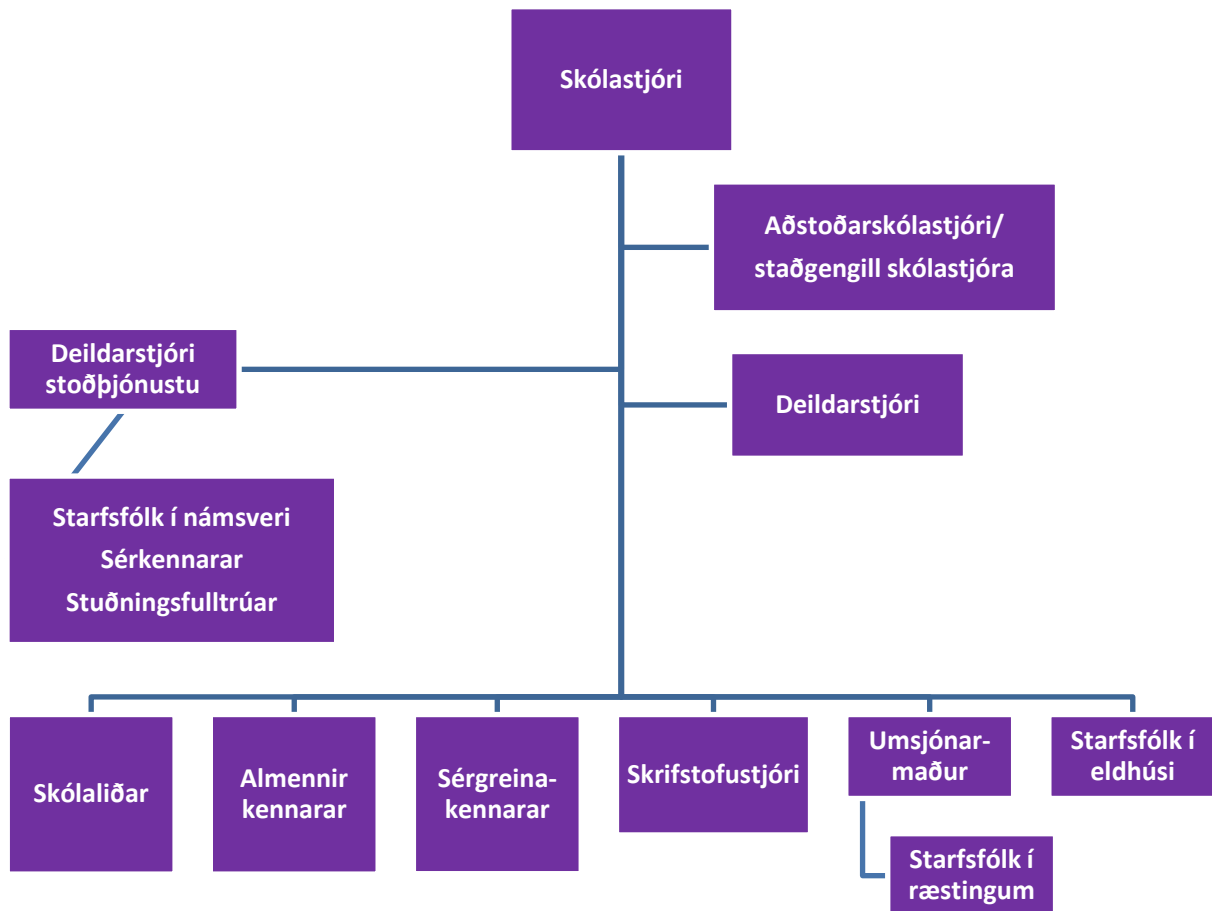 Skólastjóri
Aðstoðarskólastjóri/
staðgengill skólastjóra
Deildarstjóri
stoðþjónustu
Deildarstjóri
Starfsfólk í námsveri
Sérkennarar
Stuðningsfulltrúar
Skólaliðar
Almennir
kennarar
Sérgreina-
kennarar
Skrifstofustjóri
Umsjónar-
maður
Starfsfólk í
eldhúsi
Starfsfólk í
ræstingum